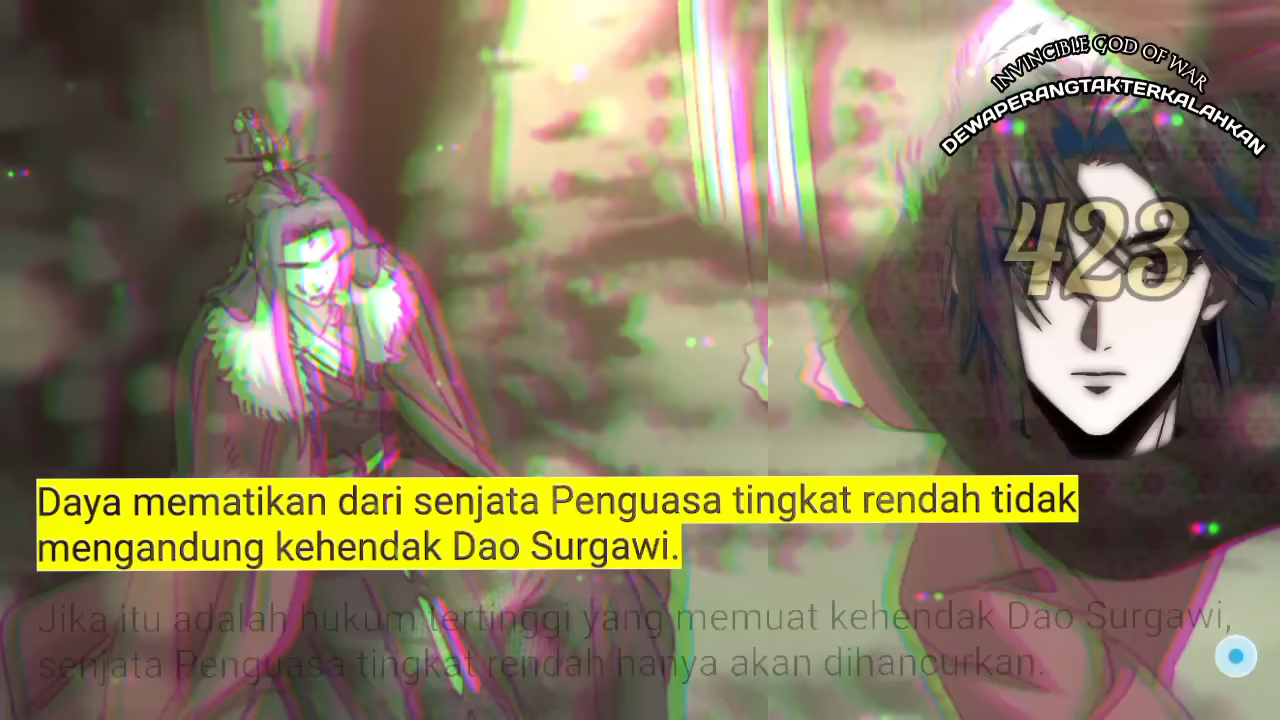 INVINCIBLE GOD OF WAR
DEWAPERANGTAKTERKALAHKAN
423
Daya mematikan dari senjata Penguasa tingkat rendah tidak
mengandung kehendak Dao Surgawi.
Jika itu adalah hukum tertinggi yang memuat kehendak Dao Surgawi,
senjata Penguasa tingkat rendah hanya akan dihancurkan.